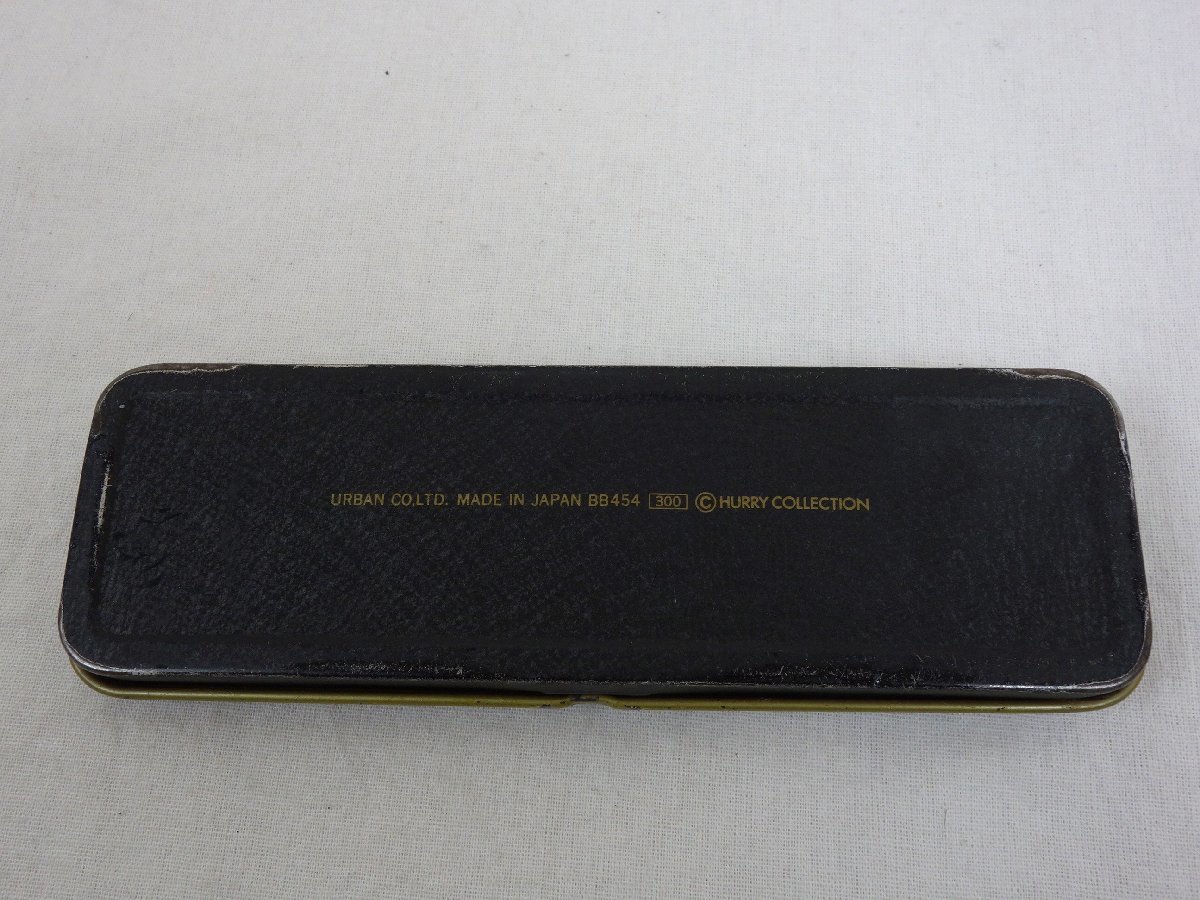 URBAN CO,LTD. MADE IN JAPAN BB454 300 © HURRY COLLECTION